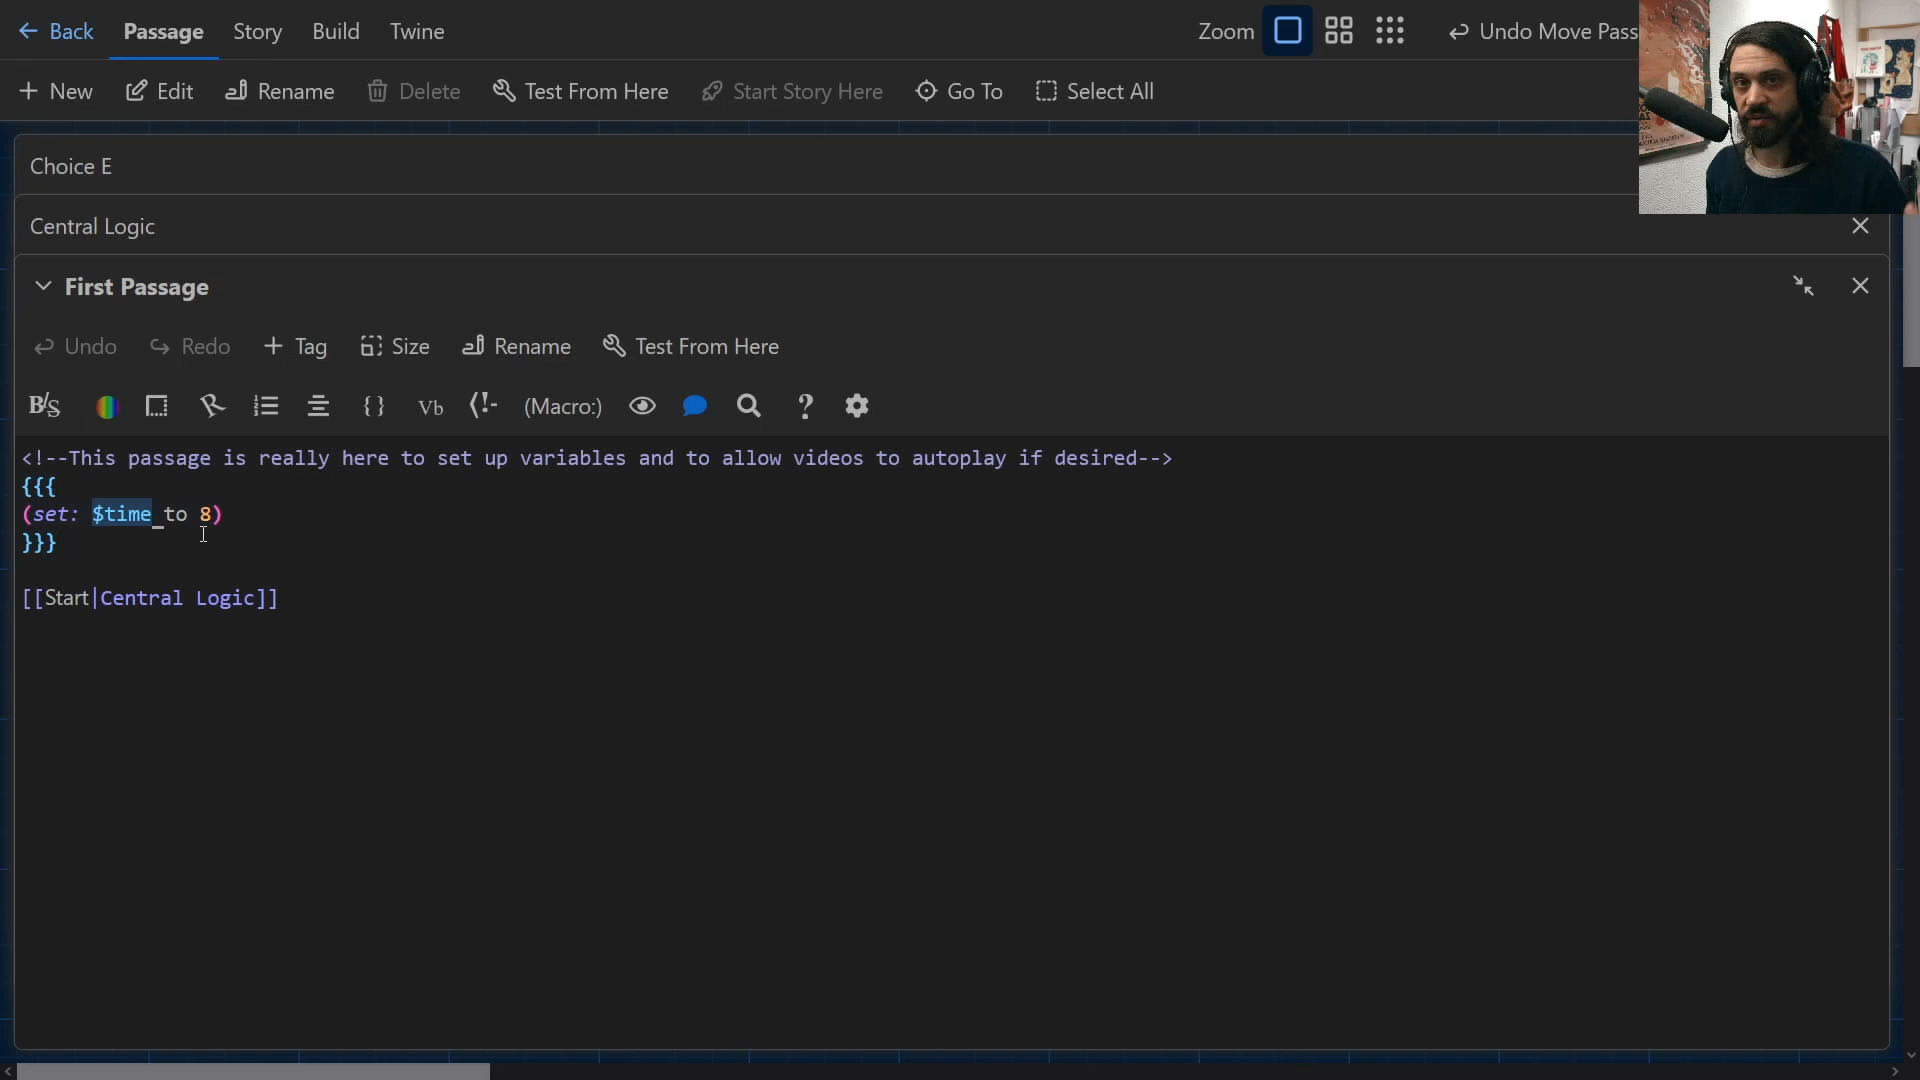 Back Passage Story Build Twine Zoom Undo Move Pass
New Edit Rename Delete Test From Here Start Story Here Go To Select All
Choice E
Central Logic
First Passage
Undo Redo Tag Size Rename Test From Here
B/S {} Vb (!- (Macro:) ?
<!--This passage is really here to set up variables and to allow videos to autoplay if desired-->
{{{
(set: $time_to 8)
}}}
[[Start|Central Logic]]